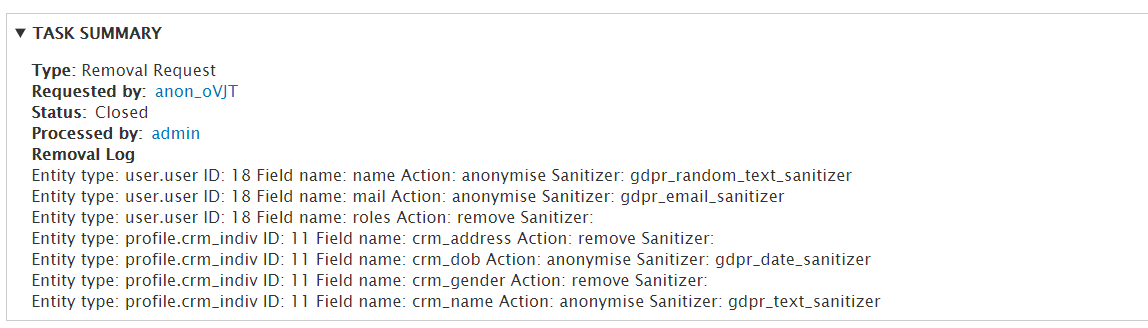 TASK SUMMARY
Type: Removal Request
Requested by: anon_oVJT
Status: Closed
Processed by: admin
Removal Log
Entity type: user.user ID: 18 Field name: name Action: anonymise Sanitizer: gdpr_random_text_sanitizer
Entity type: user.user ID: 18 Field name: mail Action: anonymise Sanitizer: gdpr_email_sanitizer
Entity type: user.user ID: 18 Field name: roles Action: remove Sanitizer:
Entity type: profile.crm_indiv ID: 11 Field name: crm_address Action: remove Sanitizer:
Entity type: profile.crm_indiv ID: 11 Field name: crm_dob Action: anonymise Sanitizer: gdpr_date_sanitizer
Entity type: profile.crm_indiv ID: 11 Field name: crm_gender Action: remove Sanitizer:
Entity type: profile.crm_indiv ID: 11 Field name: crm_name Action: anonymise Sanitizer: gdpr_text_sanitizer